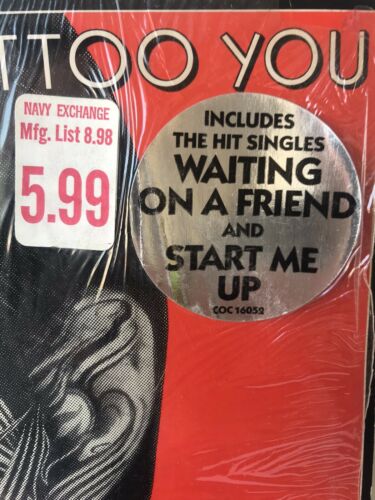 TTOO YOU
NAVY EXCHANGE
Mfg. List 8.98
5.99
INCLUDES
THE HIT SINGLES
WAITING
ON A FRIEND
AND
START ME
UP
COC 16052